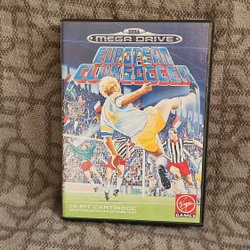 SEGA
MEGA DRIVE
EUROPEAN
CLUB SOCCER
16-BIT CARTRIDGE
Virgin
GAMES